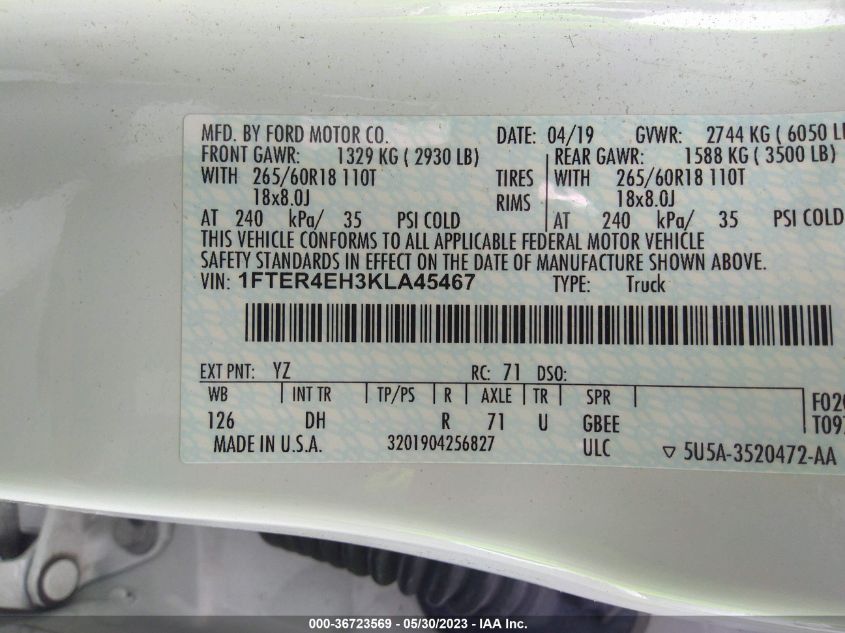 MFD. BY FORD MOTOR CO. DATE: 04/19 GVWR: 2744 KG ( 6050 L
FRONT GAWR: 1329 KG ( 2930 LB) REAR GAWR: 1588 KG ( 3500 LB)
WITH 265/60R18 110T TIRES WITH 265/60R18 110T
18x8.0J RIMS 18x8.0J
AT 240 kPa/ 35 PSI COLD AT 240 kPa/ 35 PSI COLD
THIS VEHICLE CONFORMS TO ALL APPLICABLE FEDERAL MOTOR VEHICLE
SAFETY STANDARDS IN EFFECT ON THE DATE OF MANUFACTURE SHOWN ABOVE.
VIN: 1FTER4EH3KLA45467 TYPE: Truck
EXT PNT: YZ RC: 71 DSO:
WB INT TR TP/PS R AXLE TR SPR F02
126 DH R 71 U GBEE T09
MADE IN U.S.A. 3201904256827 ULC ▽ 5U5A-3520472-AA
000-36723569 — 05/30/2023 — IAA Inc.